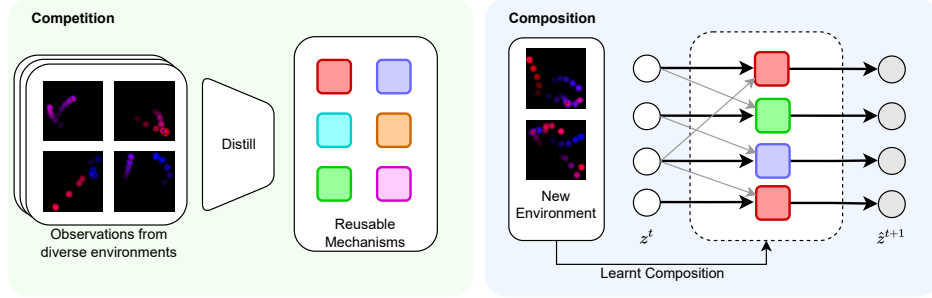 Competition
Distill
Observations from
diverse environments
Reusable
Mechanisms
Composition
New
Environment
z^t
ẑ^{t+1}
Learnt Composition